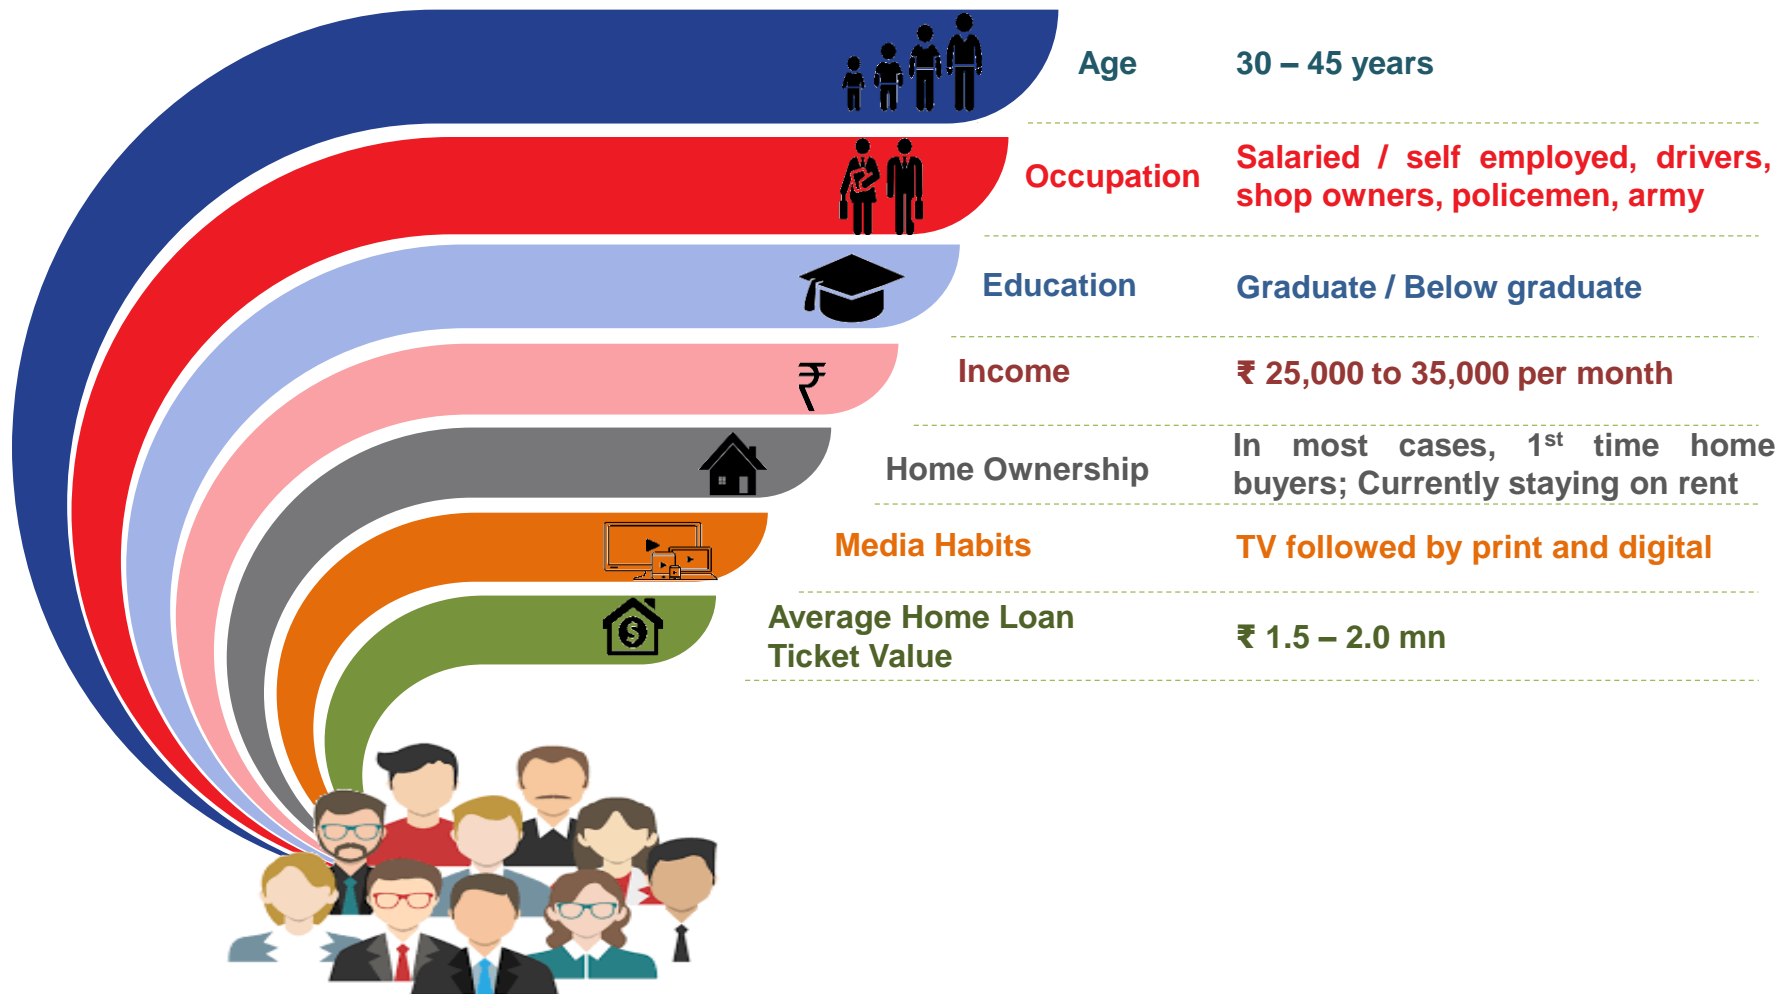 Age 30 – 45 years
Occupation Salaried / self employed, drivers,
shop owners, policemen, army
Education Graduate / Below graduate
₹
Income ₹ 25,000 to 35,000 per month
Home Ownership In most cases, 1st time home
buyers; Currently staying on rent
Media Habits TV followed by print and digital
$
Average Home Loan
Ticket Value
₹ 1.5 – 2.0 mn